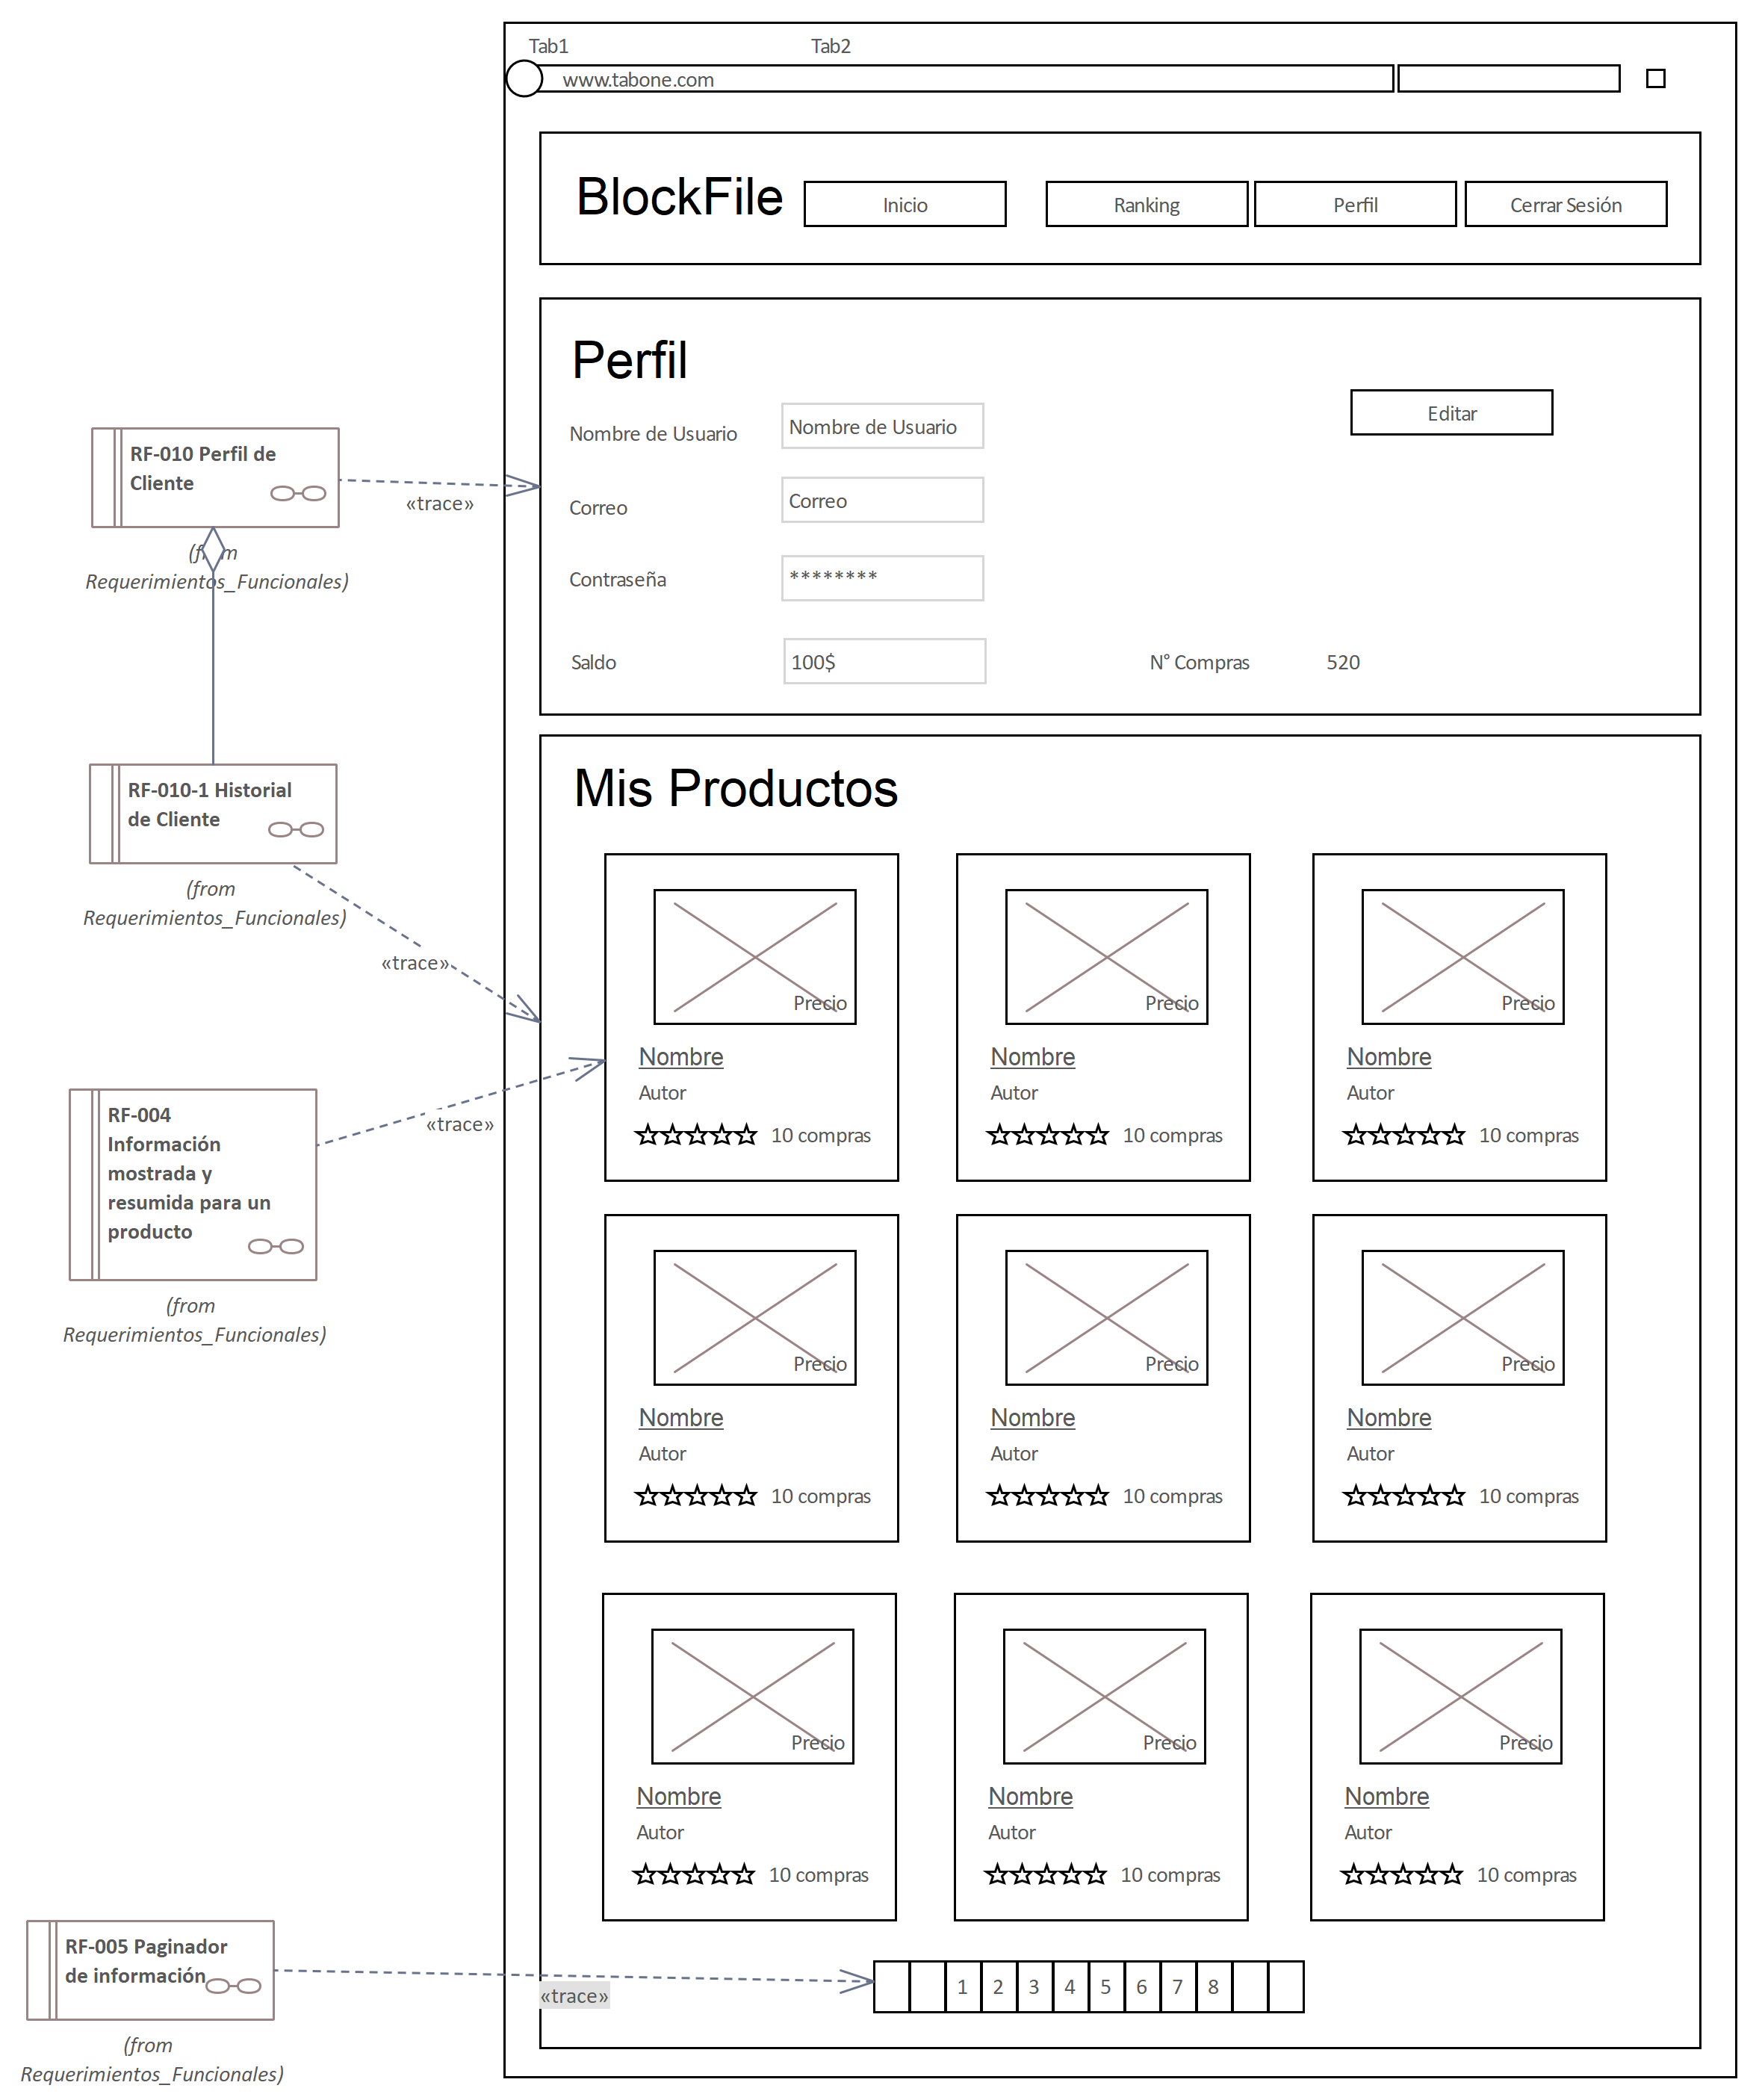 Tab1
Tab2
www.tabone.com
BlockFile
Inicio
Ranking
Perfil
Cerrar Sesión
Perfil
Editar
Nombre de Usuario
Nombre de Usuario
Correo
Correo
Contraseña
********
Saldo
100$
N° Compras
520
RF-010 Perfil de
Cliente
(from
Requerimientos_Funcionales)
«trace»
RF-010-1 Historial
de Cliente
(from
Requerimientos_Funcionales)
«trace»
RF-004
Información
mostrada y
resumida para un
producto
(from
Requerimientos_Funcionales)
«trace»
Mis Productos
Precio
Nombre
Autor
10 compras
Precio
Nombre
Autor
10 compras
Precio
Nombre
Autor
10 compras
Precio
Nombre
Autor
10 compras
Precio
Nombre
Autor
10 compras
Precio
Nombre
Autor
10 compras
Precio
Nombre
Autor
10 compras
Precio
Nombre
Autor
10 compras
Precio
Nombre
Autor
10 compras
RF-005 Paginador
de información
(from
Requerimientos_Funcionales)
«trace»
1 2 3 4 5 6 7 8